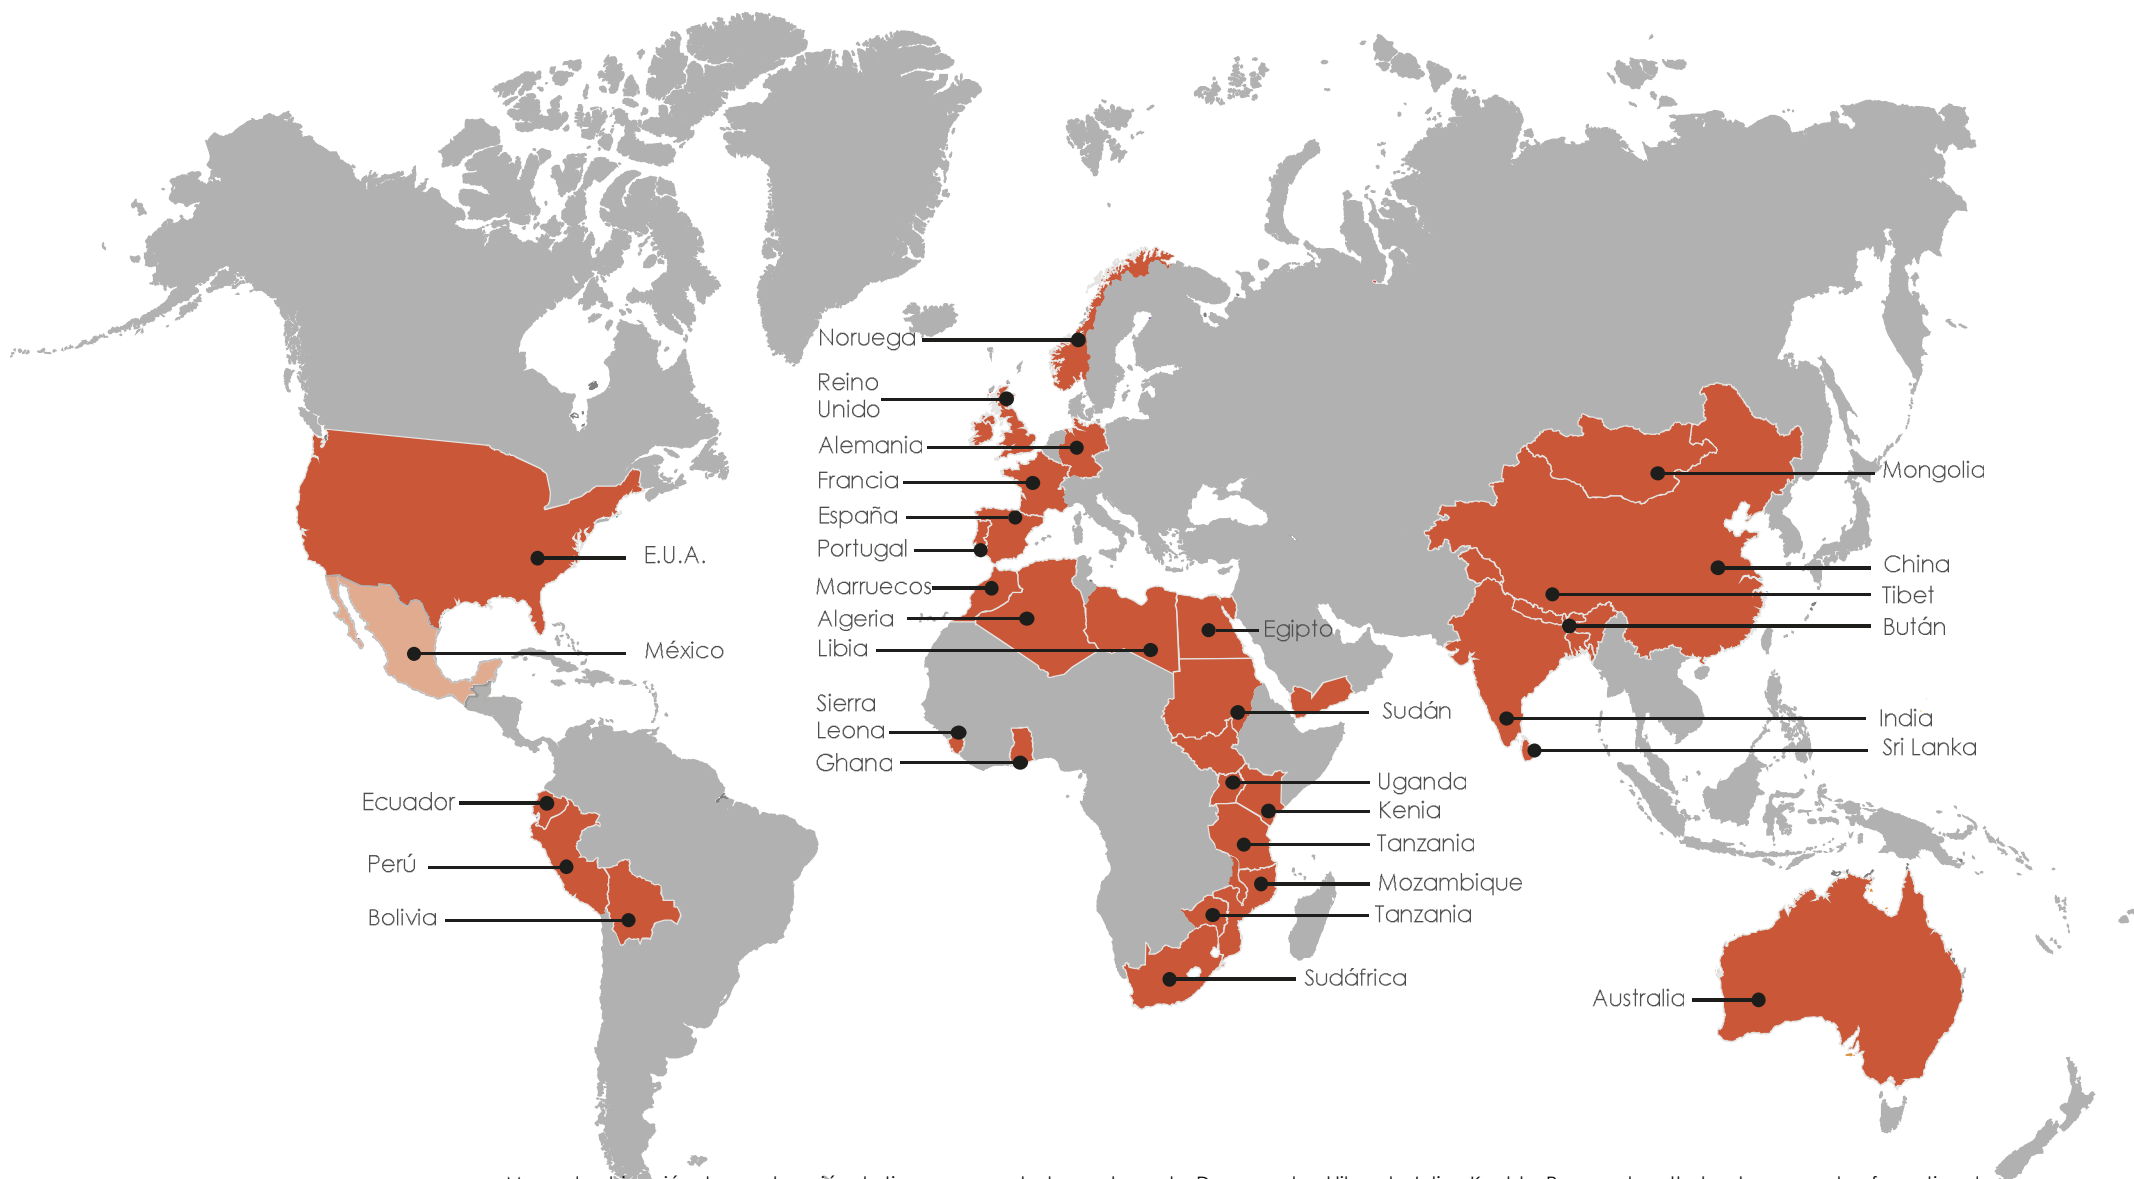 Noruega
Reino
Unido
Alemania
Francia
España
Portugal
Marruecos
Algeria
Libia
Egipto
Sierra
Leona
Ghana
Sudán
Uganda
Kenia
Tanzania
Mozambique
Tanzania
Sudáfrica
E.U.A.
México
Ecuador
Perú
Bolivia
Mongolia
China
Tibet
Bután
India
Sri Lanka
Australia